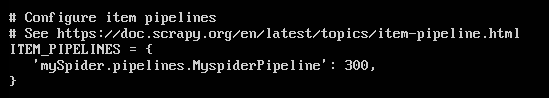 # Configure item pipelines
# See https://doc.scrapy.org/en/latest/topics/item-pipeline.html
ITEM_PIPELINES = {
   'mySpider.pipelines.MyspiderPipeline': 300,
}